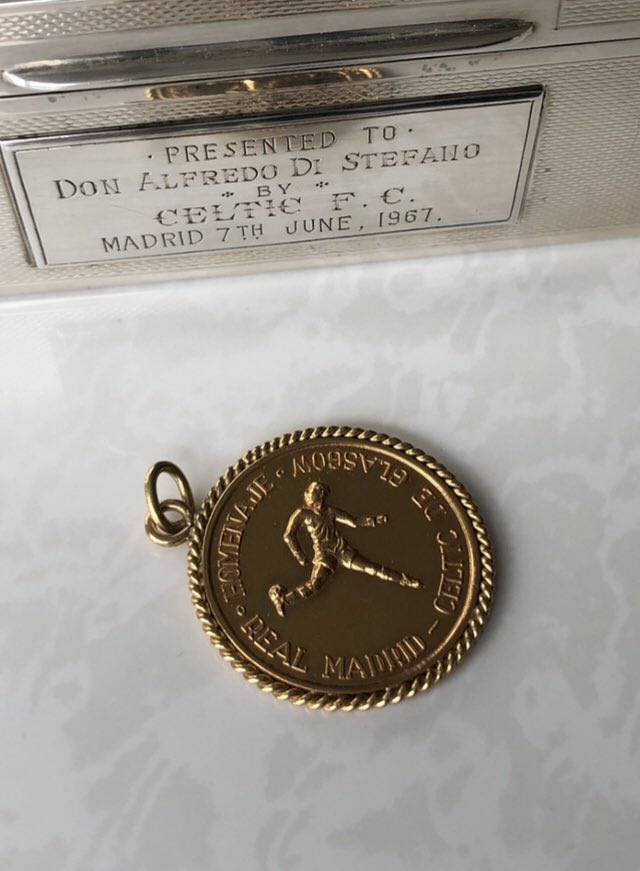 · PRESENTED TO ·
DON ALFREDO DI STEFANO
* BY *
CELTIC F. C.
MADRID 7TH JUNE, 1967.
· HOMENAJE ·
REAL MADRID - CELTIC DE GLASGOW